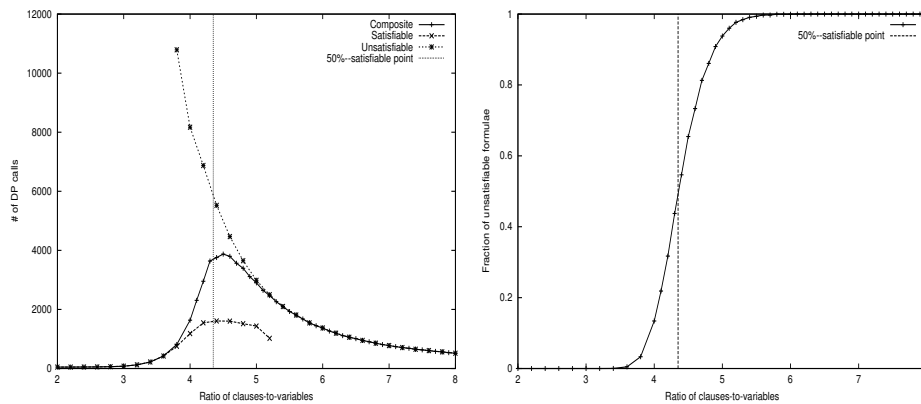 12000
10000
8000
6000
4000
2000
0
# of DP calls
2 3 4 5 6 7 8
Ratio of clauses-to-variables
Composite
Satisfiable
Unsatisfiable
50%--satisfiable point
1
0.8
0.6
0.4
0.2
0
Fraction of unsatisfiable formulae
2 3 4 5 6 7
Ratio of clauses-to-variables
50%--satisfiable point